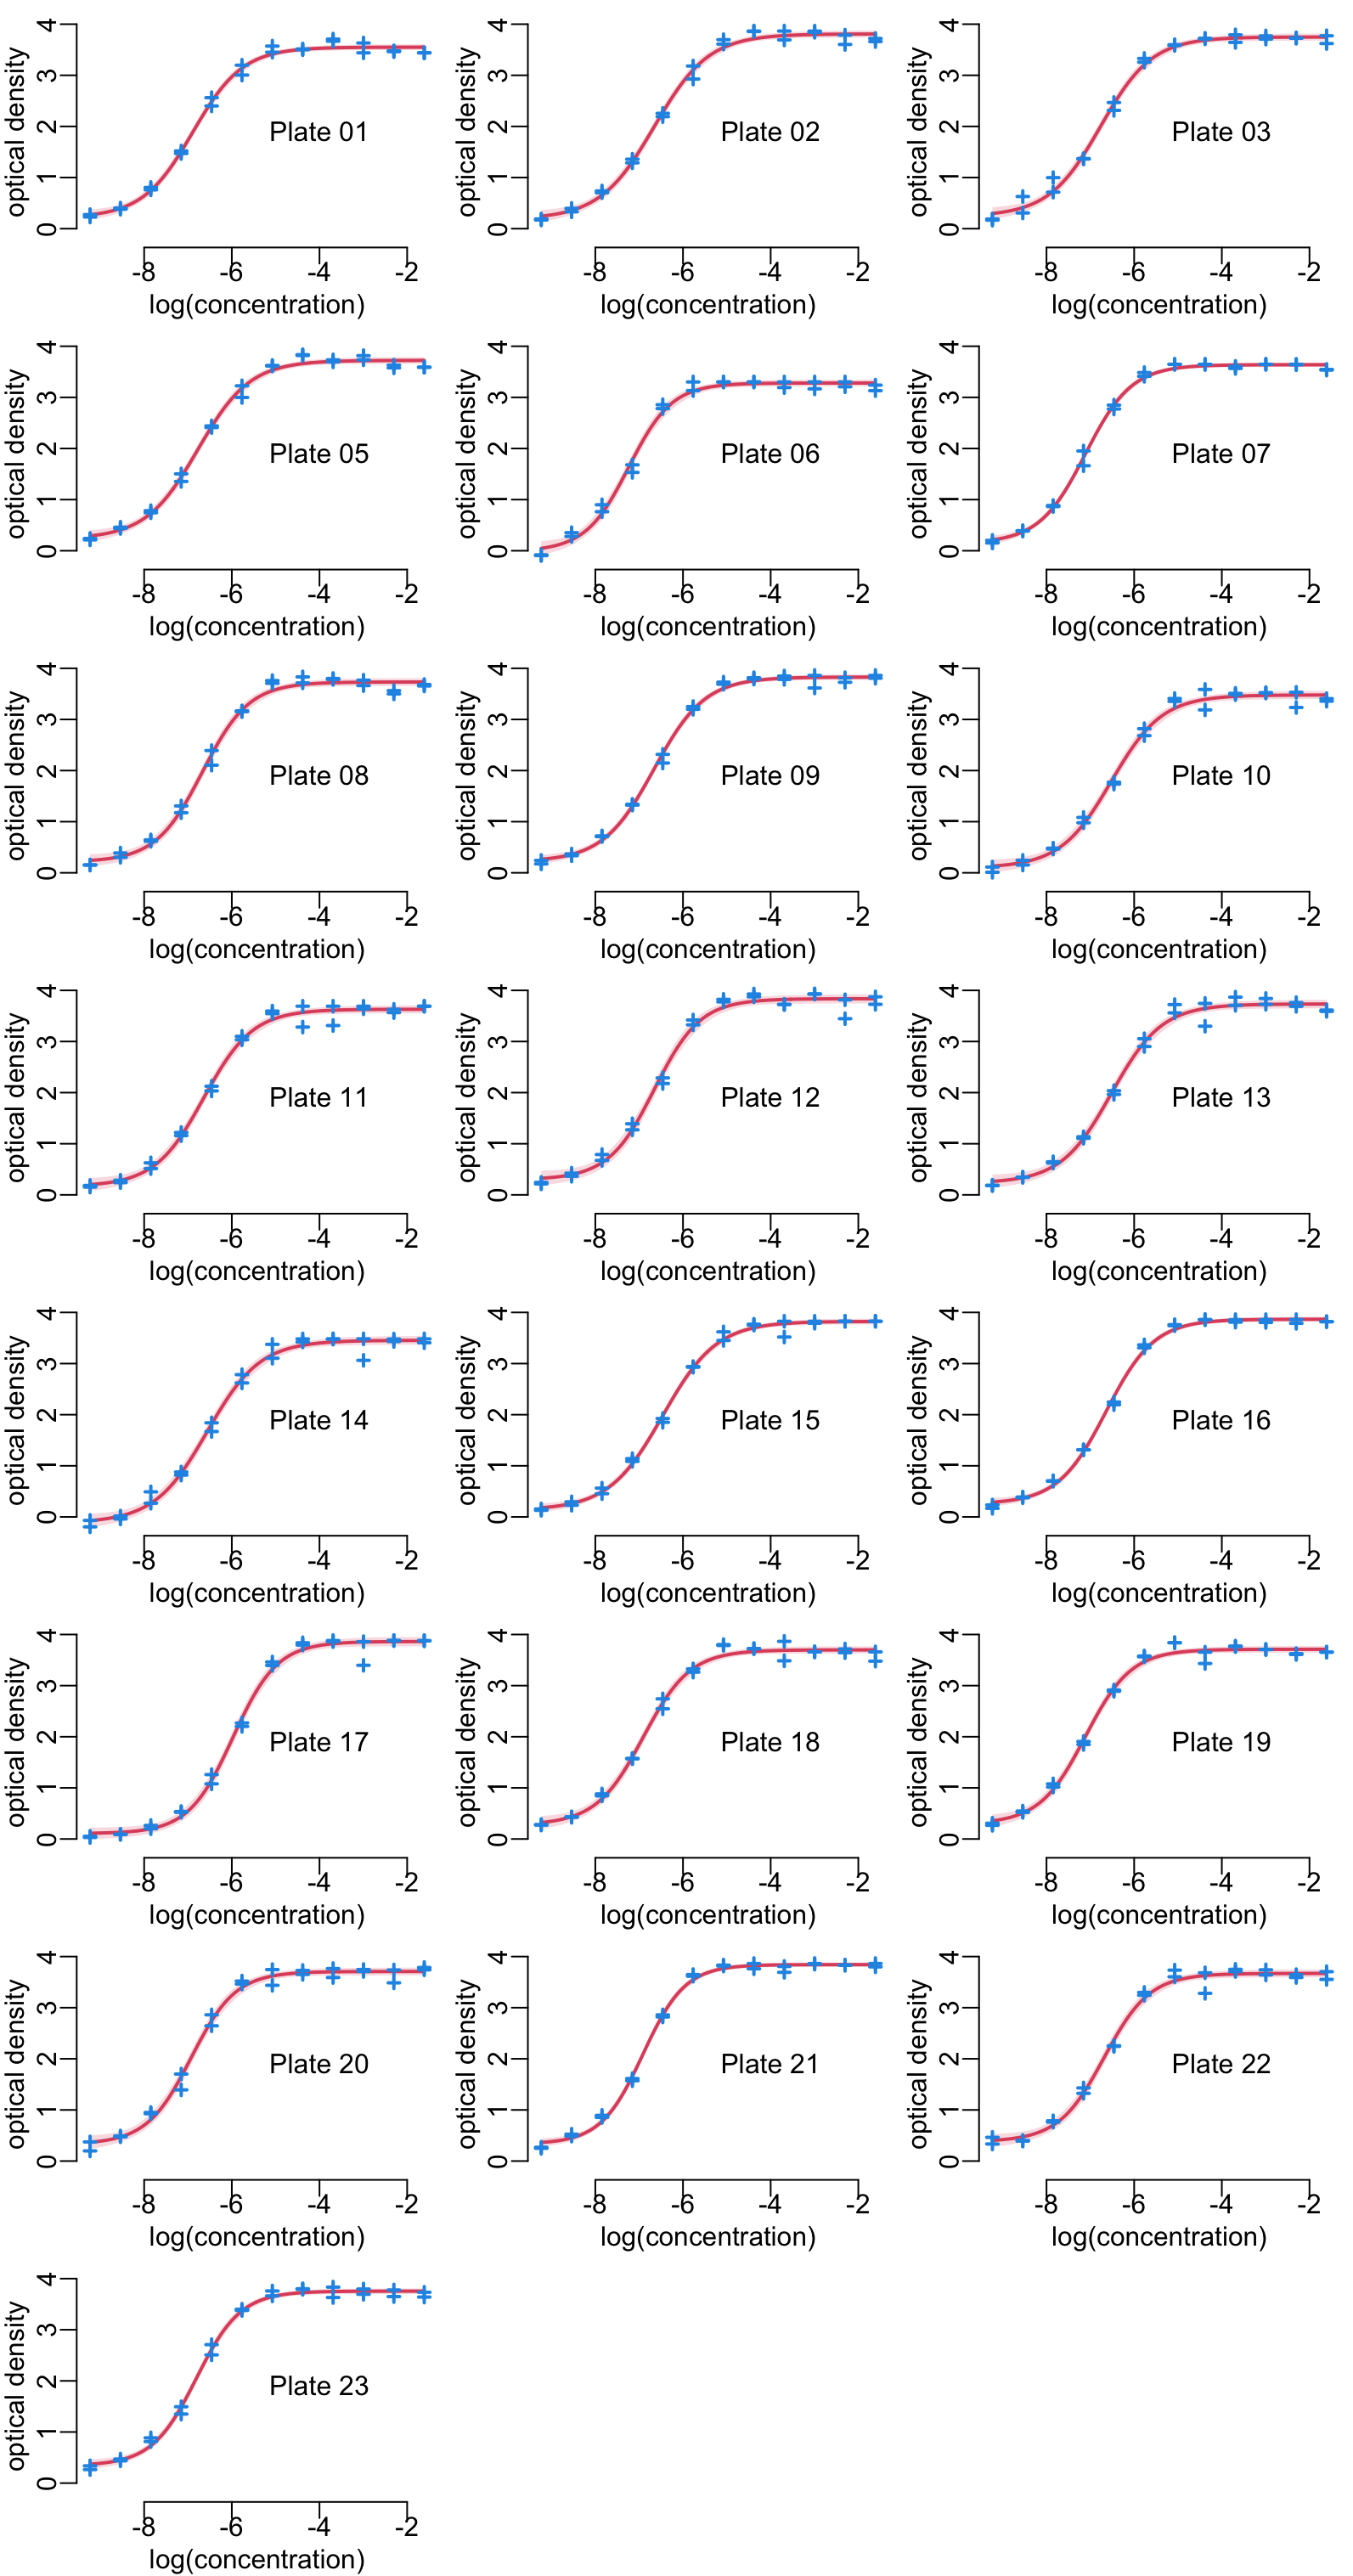 optical density
0 1 2 3 4
Plate 01
-8 -6 -4 -2
log(concentration)
optical density
0 1 2 3 4
Plate 02
-8 -6 -4 -2
log(concentration)
optical density
0 1 2 3 4
Plate 03
-8 -6 -4 -2
log(concentration)
optical density
0 1 2 3 4
Plate 05
-8 -6 -4 -2
log(concentration)
optical density
0 1 2 3 4
Plate 06
-8 -6 -4 -2
log(concentration)
optical density
0 1 2 3 4
Plate 07
-8 -6 -4 -2
log(concentration)
optical density
0 1 2 3 4
Plate 08
-8 -6 -4 -2
log(concentration)
optical density
0 1 2 3 4
Plate 09
-8 -6 -4 -2
log(concentration)
optical density
0 1 2 3 4
Plate 10
-8 -6 -4 -2
log(concentration)
optical density
0 1 2 3 4
Plate 11
-8 -6 -4 -2
log(concentration)
optical density
0 1 2 3 4
Plate 12
-8 -6 -4 -2
log(concentration)
optical density
0 1 2 3 4
Plate 13
-8 -6 -4 -2
log(concentration)
optical density
0 1 2 3 4
Plate 14
-8 -6 -4 -2
log(concentration)
optical density
0 1 2 3 4
Plate 15
-8 -6 -4 -2
log(concentration)
optical density
0 1 2 3 4
Plate 16
-8 -6 -4 -2
log(concentration)
optical density
0 1 2 3 4
Plate 17
-8 -6 -4 -2
log(concentration)
optical density
0 1 2 3 4
Plate 18
-8 -6 -4 -2
log(concentration)
optical density
0 1 2 3 4
Plate 19
-8 -6 -4 -2
log(concentration)
optical density
0 1 2 3 4
Plate 20
-8 -6 -4 -2
log(concentration)
optical density
0 1 2 3 4
Plate 21
-8 -6 -4 -2
log(concentration)
optical density
0 1 2 3 4
Plate 22
-8 -6 -4 -2
log(concentration)
optical density
0 1 2 3 4
Plate 23
-8 -6 -4 -2
log(concentration)